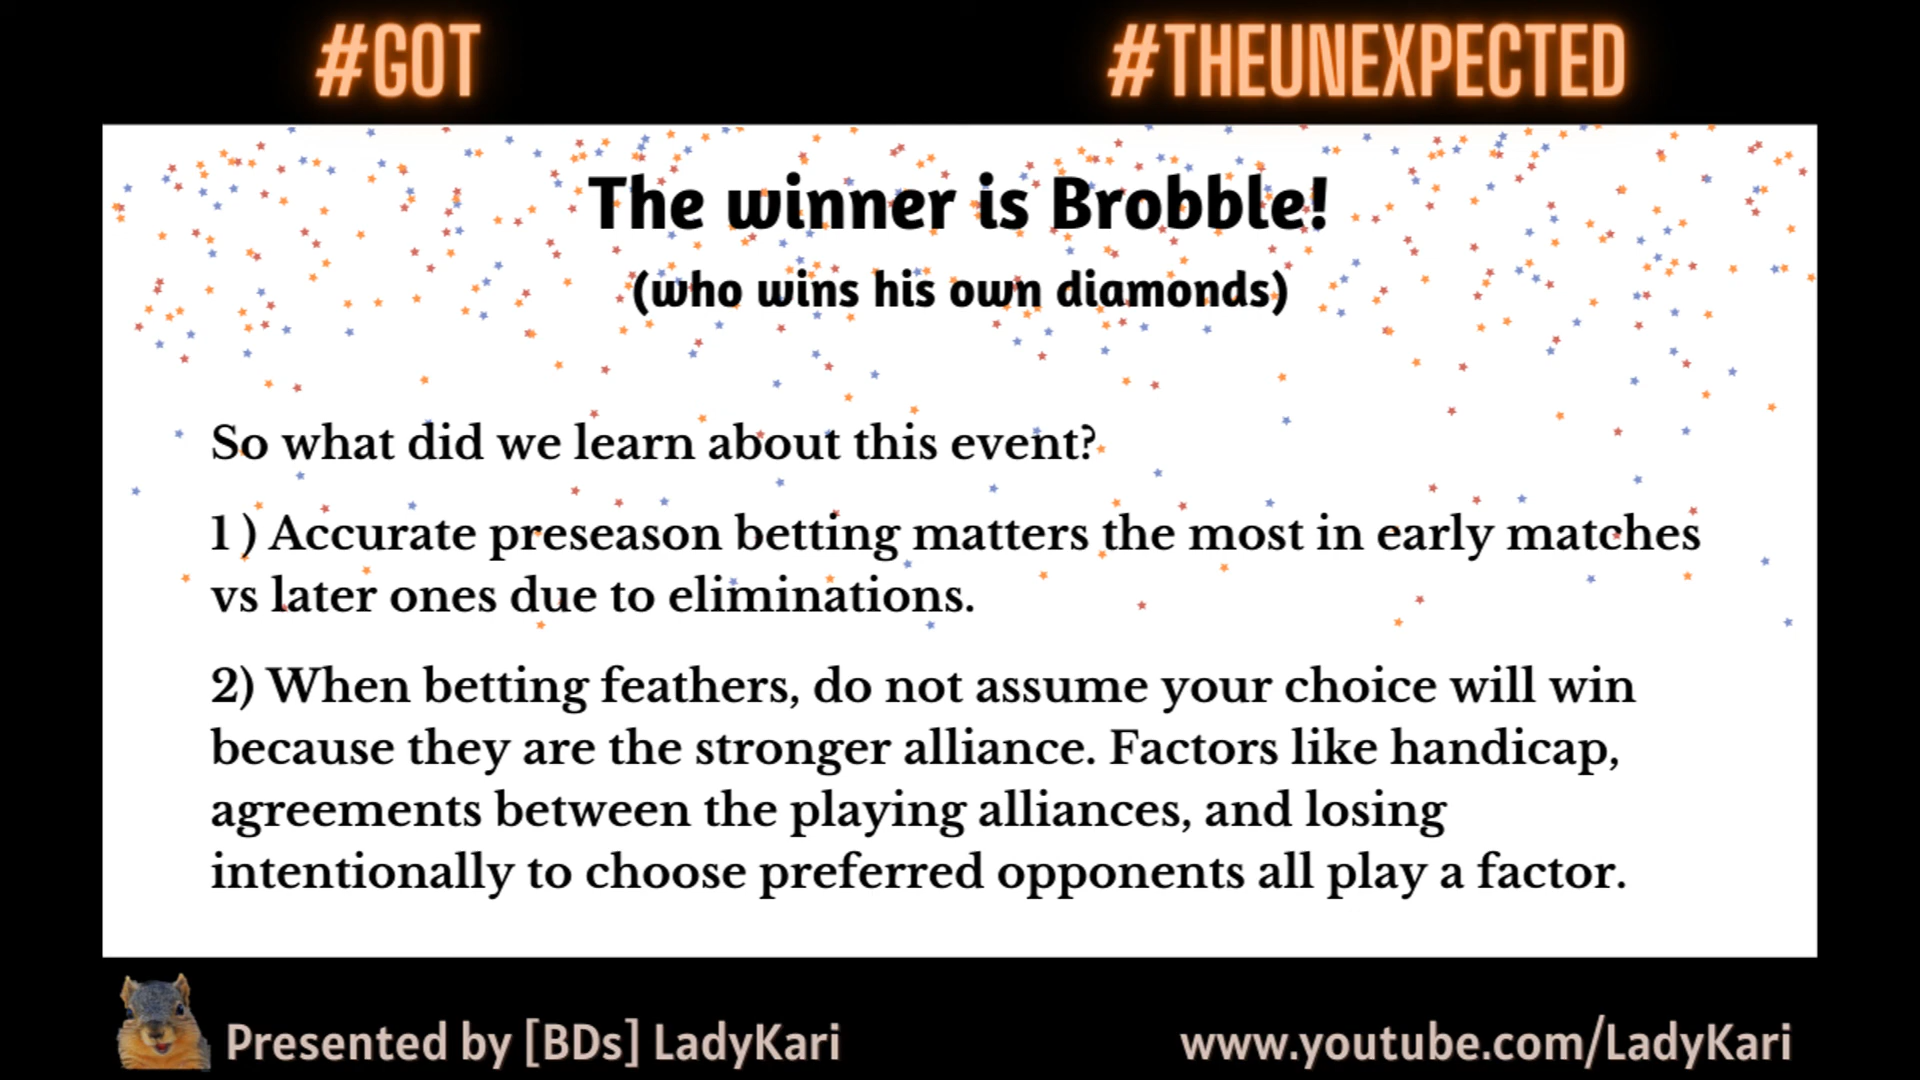 #GOT
#THEUNEXPECTED
The winner is Brobble!
(who wins his own diamonds)
So what did we learn about this event?
1) Accurate preseason betting matters the most in early matches
vs later ones due to eliminations.
2) When betting feathers, do not assume your choice will win
because they are the stronger alliance. Factors like handicap,
agreements between the playing alliances, and losing
intentionally to choose preferred opponents all play a factor.
Presented by [BDs] LadyKari
www.youtube.com/LadyKari